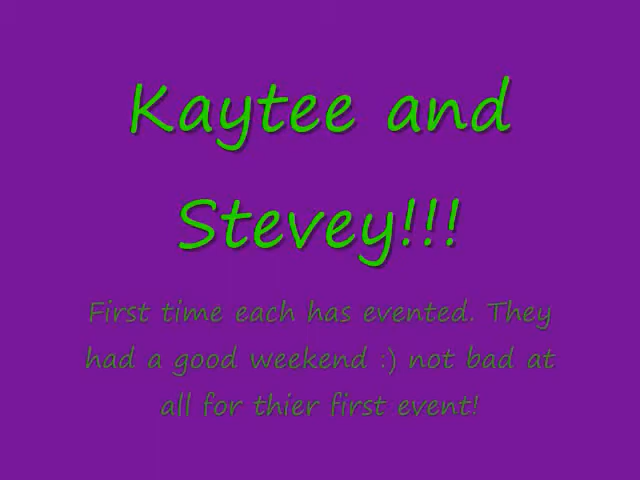 Kaytee and
Stevey!!!
First time each has evented. They
had a good weekend :) not bad at
all for thier first event!